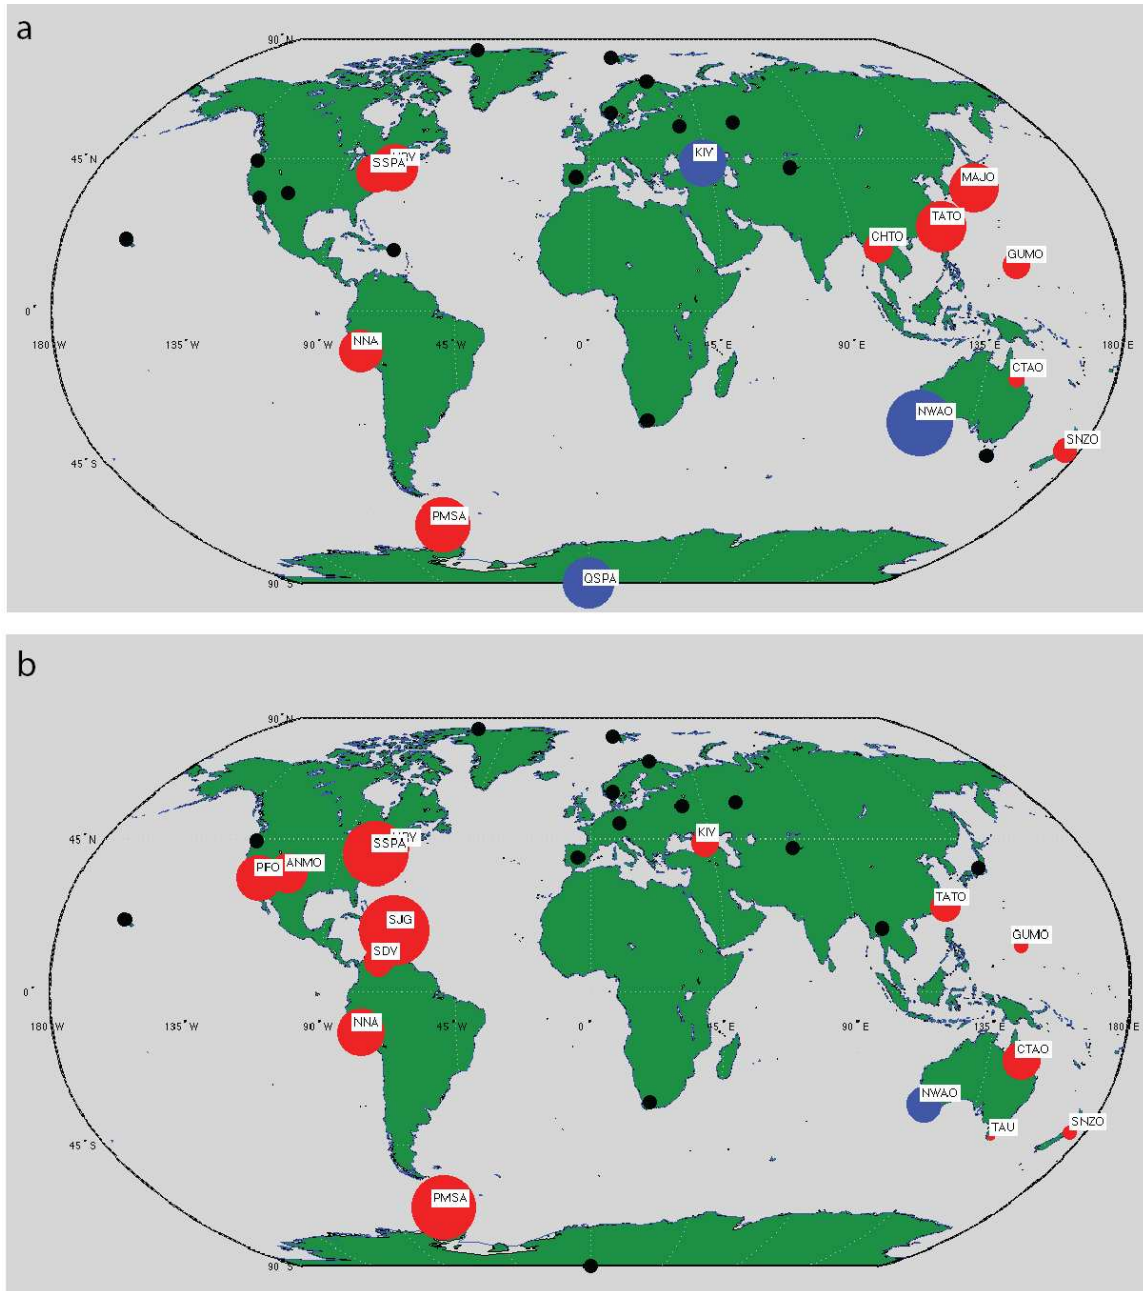 a
90°N
45°N
0°
180°W
135°W
90°W
45°W
0°
45°E
90°E
135°E
180°E
45°S
90°S
SSPA
KIV
MAJO
TATO
CHTO
GUMO
NNA
CTAO
NWAO
SNZO
PMSA
QSPA
b
90°N
45°N
0°
180°W
135°W
90°W
45°W
0°
45°E
90°E
135°E
180°E
45°S
90°S
SSPA
KIV
PFO
ANMO
TATO
SJG
GUMO
SDV
NNA
CTAO
NWAO
TAU
SNZO
PMSA